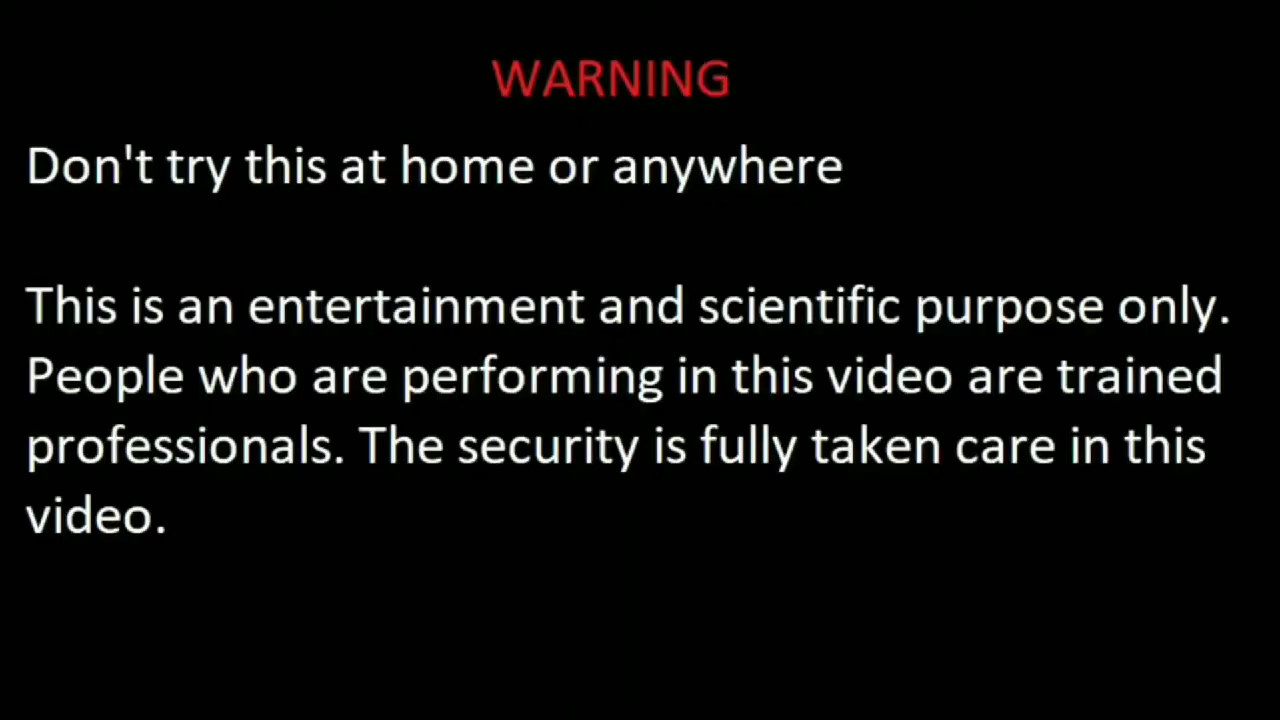 WARNING
Don't try this at home or anywhere
This is an entertainment and scientific purpose only.
People who are performing in this video are trained
professionals. The security is fully taken care in this
video.